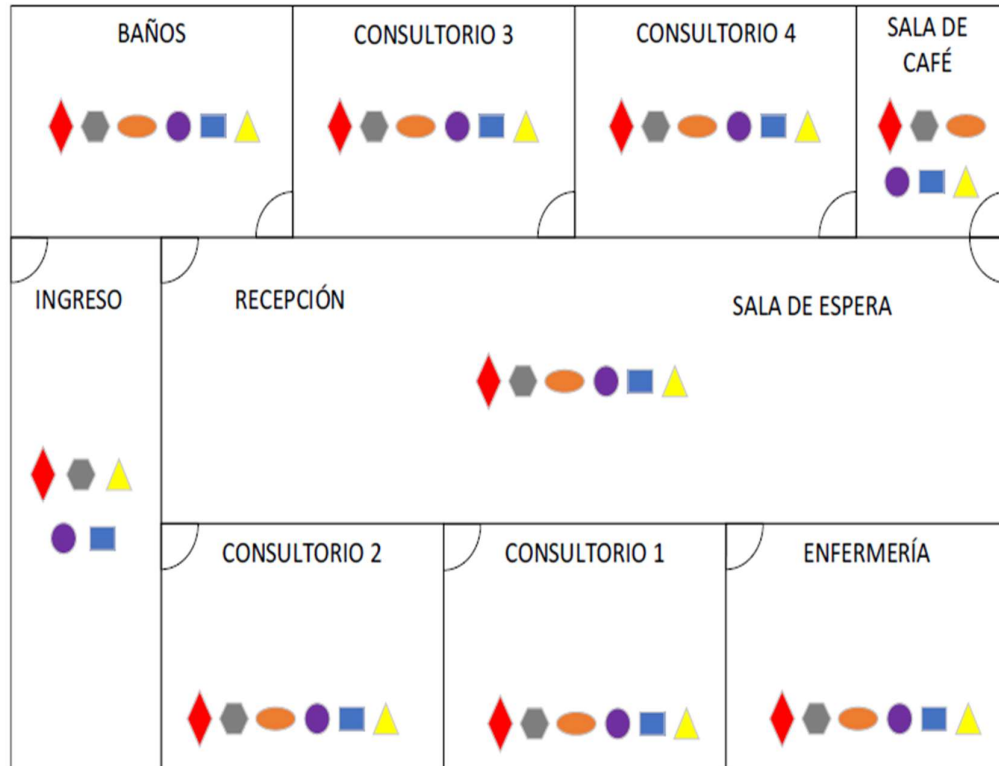 BAÑOS
CONSULTORIO 3
CONSULTORIO 4
SALA DE
CAFÉ
INGRESO
RECEPCIÓN
SALA DE ESPERA
CONSULTORIO 2
CONSULTORIO 1
ENFERMERÍA